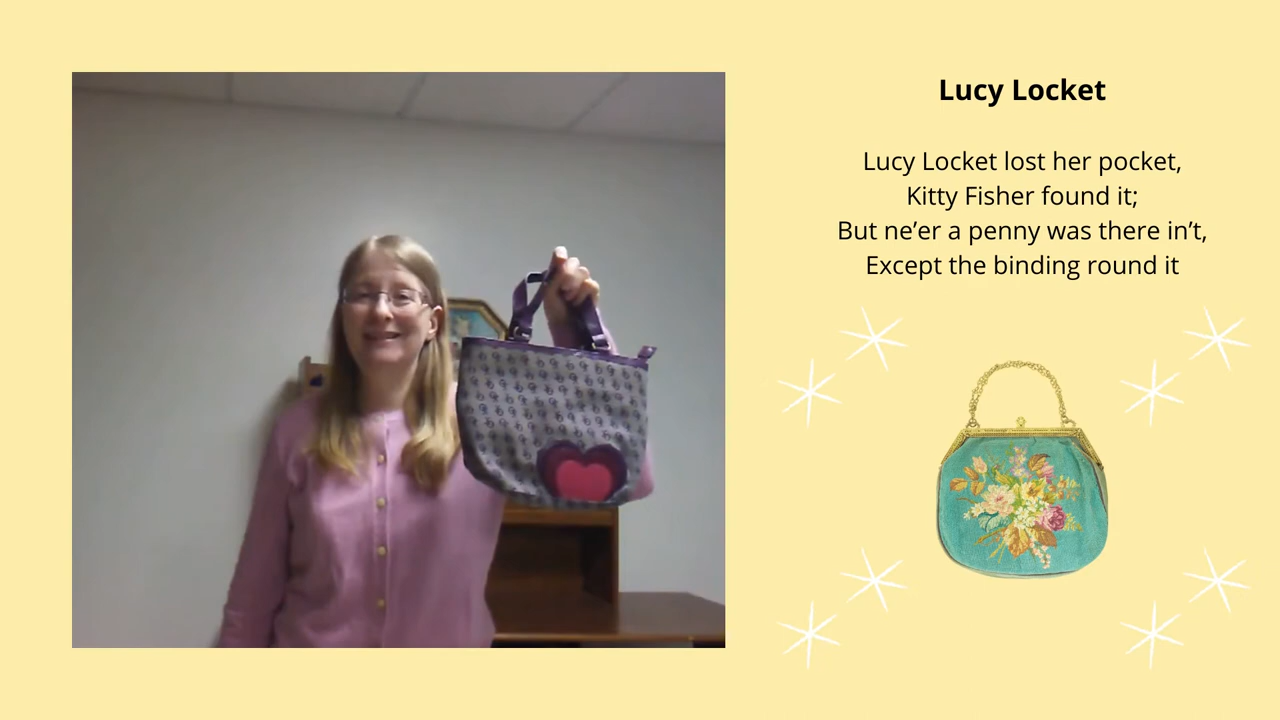 Lucy Locket
Lucy Locket lost her pocket,
Kitty Fisher found it;
But ne’er a penny was there in’t,
Except the binding round it